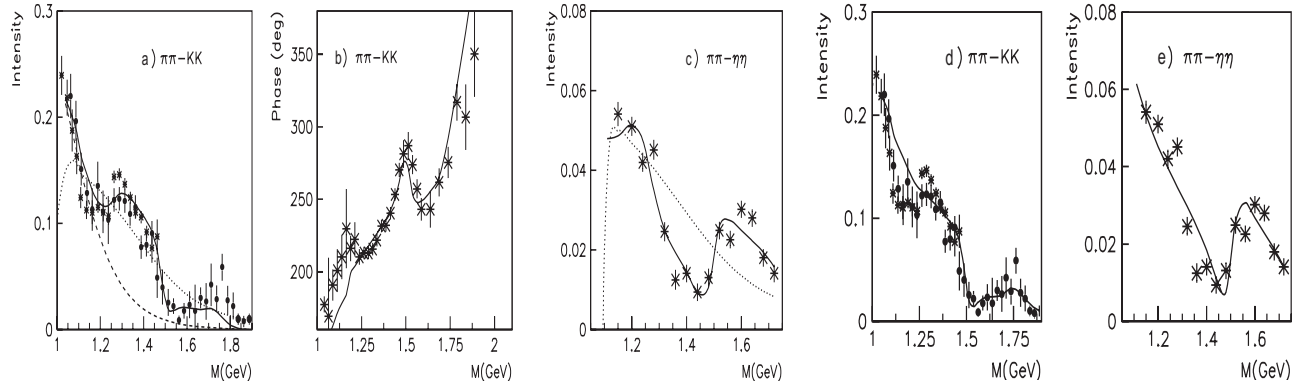 Intensity
0.3
0.2
0.1
0
a) ππ-KK
1 1.2 1.4 1.6 1.8
M(GeV)
Phase (deg)
350
300
250
200
b) ππ-KK
1 1.25 1.5 1.75 2
M(GeV)
Intensity
0.08
0.06
0.04
0.02
0
c) ππ-ηη
1.2 1.4 1.6
M(GeV)
Intensity
0.3
0.2
0.1
0
d) ππ-KK
1 1.25 1.5 1.75
M(GeV)
Intensity
0.08
0.06
0.04
0.02
0
e) ππ-ηη
1.2 1.4 1.6
M(GeV)